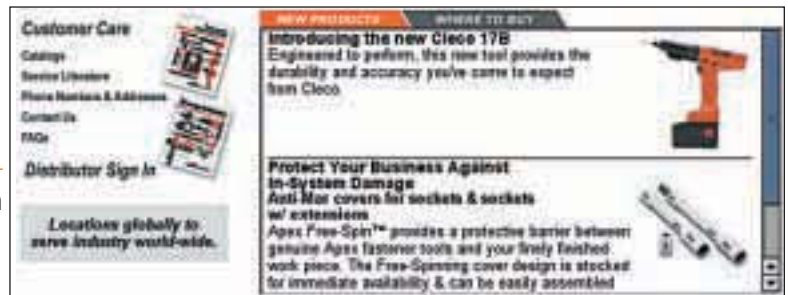 Customer Care
Catalogs
Service Literature
Phone Numbers & Addresses
Contact Us
FAQs
Distributor Sign In
Locations globally to
serve industry world-wide.
NEW PRODUCTS
WHERE TO BUY
Introducing the new Cleco 17B
Engineered to perform, this new tool provides the
durability and accuracy you've come to expect
from Cleco.
Protect Your Business Against
In-System Damage
Anti-Mar covers for sockets & sockets
w/ extensions
Apex Free-Spin™ provides a protective barrier between
genuine Apex fastener tools and your finely finished
work piece. The Free-Spinning cover design is stocked
for immediate availability & can be easily assembled